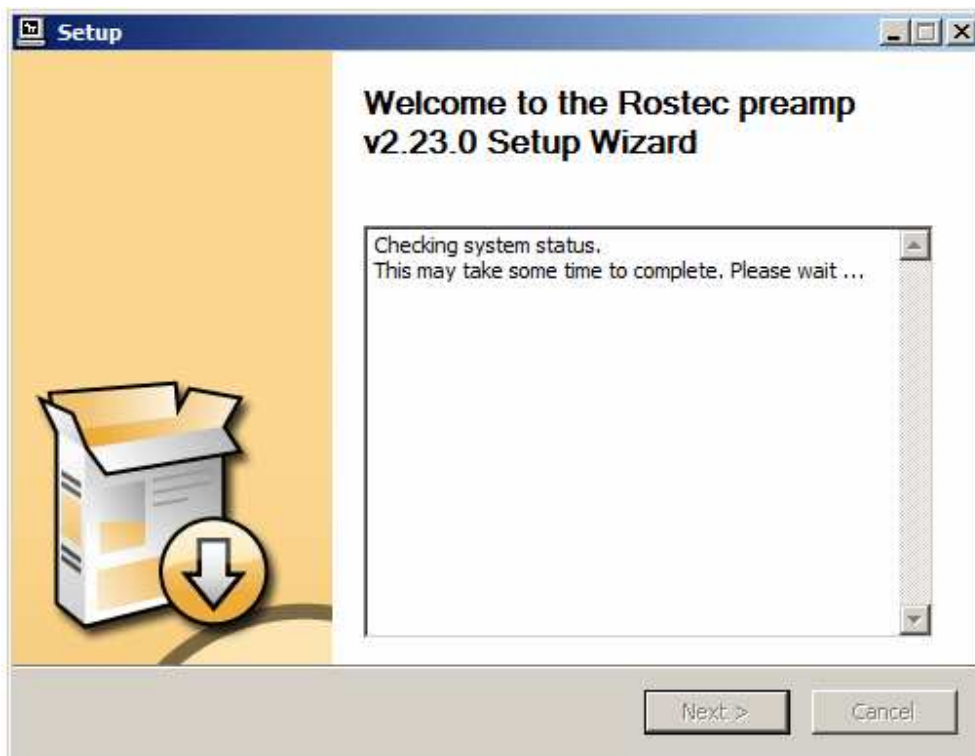 Setup
Welcome to the Rostec preamp
v2.23.0 Setup Wizard
Checking system status.
This may take some time to complete. Please wait ...
Next >
Cancel